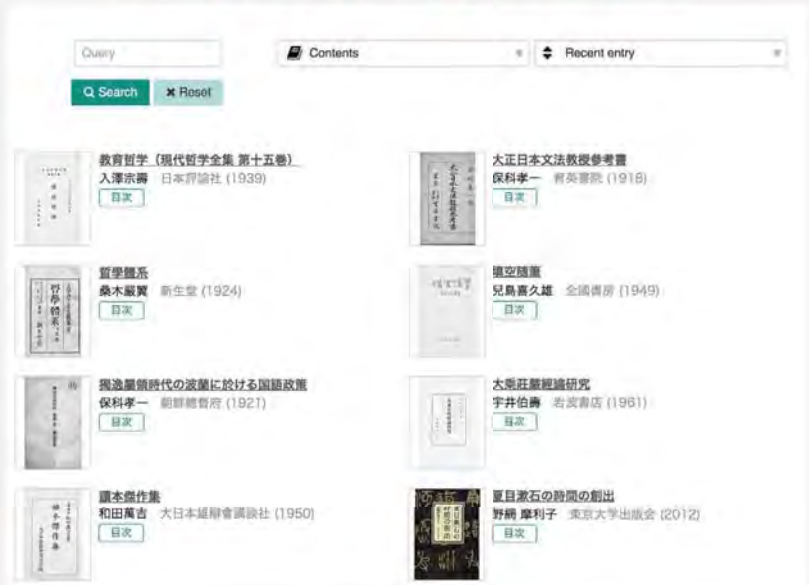 Query
Contents
Recent entry
Search
Reset
教育哲学（現代哲学全集 第十五巻）
入澤宗壽 日本評論社 (1939)
目次
大正日本文法教授參考書
保科孝一 育英書院 (1918)
目次
哲學體系
桑木嚴翼 新生堂 (1924)
目次
塡空随筆
兒島喜久雄 全國書房 (1949)
目次
獨逸屬領時代の波蘭に於ける国語政策
保科孝一 朝鮮總督府 (1921)
目次
大乘莊嚴經論研究
宇井伯壽 岩波書店 (1961)
目次
讀本傑作集
和田萬吉 大日本雄辯會講談社 (1950)
目次
夏目漱石の時間の創出
野網 摩利子 東京大学出版会 (2012)
目次